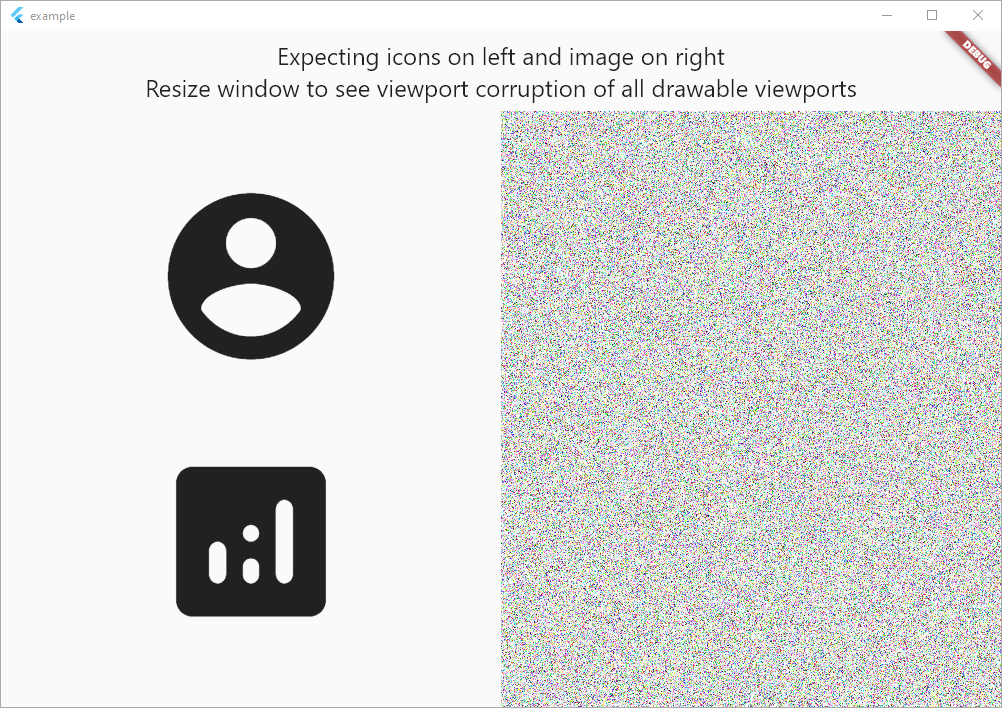 example
DEBUG
Expecting icons on left and image on right
Resize window to see viewport corruption of all drawable viewports